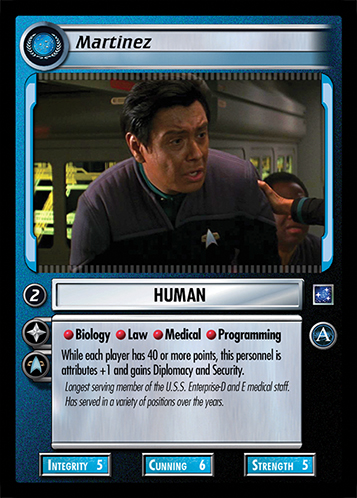 Martinez
2
HUMAN
Biology Law Medical Programming
A
While each player has 40 or more points, this personnel is
attributes +1 and gains Diplomacy and Security.
Longest serving member of the U.S.S. Enterprise-D and E medical staff.
Has served in a variety of positions over the years.
INTEGRITY 5 CUNNING 6 STRENGTH 5